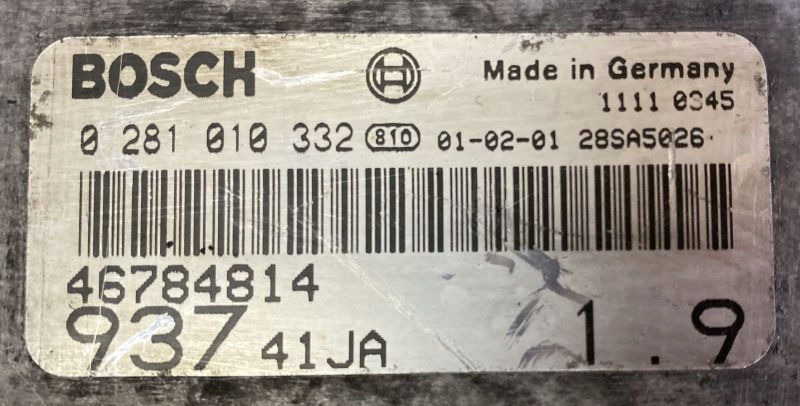 BOSCH Made in Germany
1111 0345
0 281 010 332 810 01-02-01 28SA5026
46784814
937 41JA 1.9